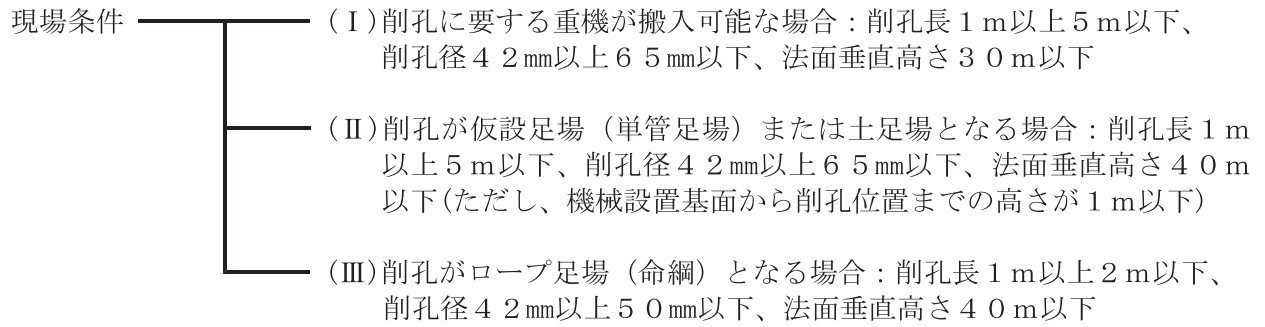 現場条件
(Ⅰ)削孔に要する重機が搬入可能な場合：削孔長１ｍ以上５ｍ以下、
削孔径４２㎜以上６５㎜以下、法面垂直高さ３０ｍ以下
(Ⅱ)削孔が仮設足場（単管足場）または土足場となる場合：削孔長１ｍ
以上５ｍ以下、削孔径４２㎜以上６５㎜以下、法面垂直高さ４０ｍ
以下(ただし、機械設置基面から削孔位置までの高さが１ｍ以下)
(Ⅲ)削孔がロープ足場（命綱）となる場合：削孔長１ｍ以上２ｍ以下、
削孔径４２㎜以上５０㎜以下、法面垂直高さ４０ｍ以下